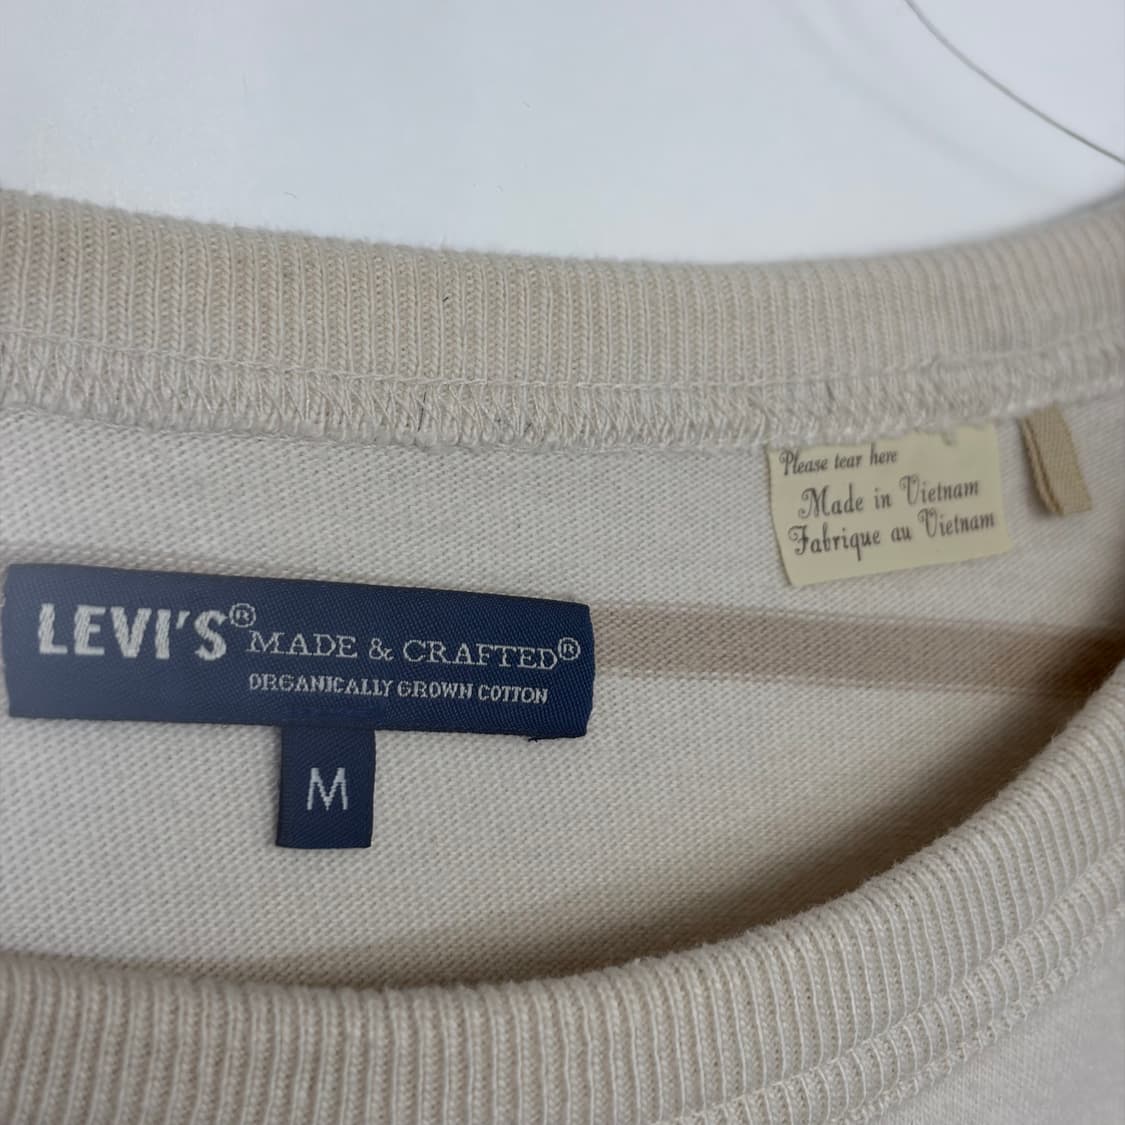 Please tear here
Made in Vietnam
Fabrique au Vietnam
LEVI'S® MADE & CRAFTED®
ORGANICALLY GROWN COTTON
M